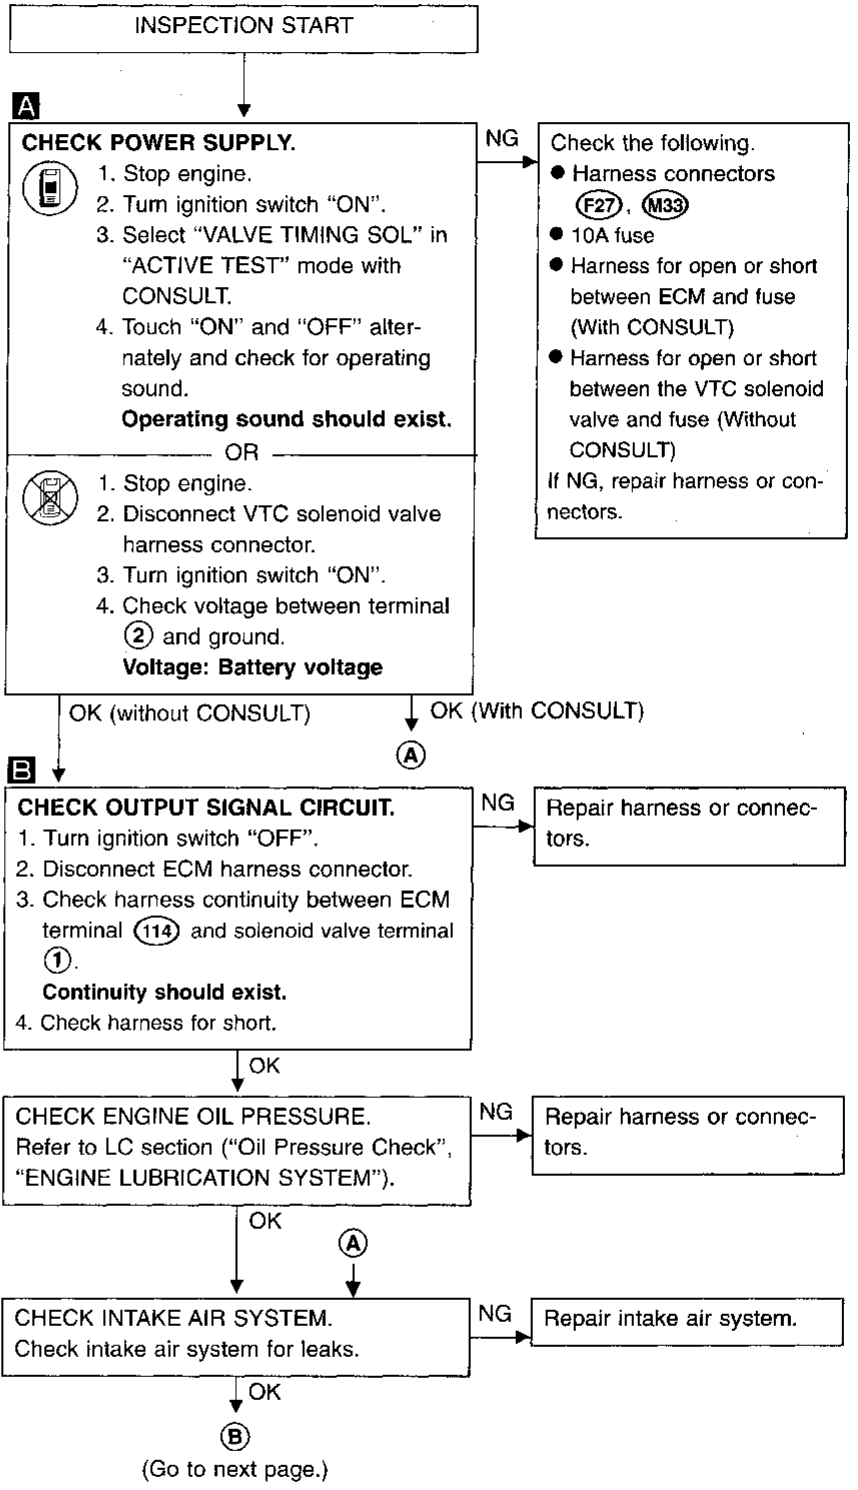 INSPECTION START
A
CHECK POWER SUPPLY.
1. Stop engine.
2. Turn ignition switch “ON”.
3. Select “VALVE TIMING SOL” in
“ACTIVE TEST” mode with
CONSULT.
4. Touch “ON” and “OFF” alter-
nately and check for operating
sound.
Operating sound should exist.
OR
1. Stop engine.
2. Disconnect VTC solenoid valve
harness connector.
3. Turn ignition switch “ON”.
4. Check voltage between terminal
2 and ground.
Voltage: Battery voltage
NG
Check the following.
● Harness connectors
F27, M33
● 10A fuse
● Harness for open or short
between ECM and fuse
(With CONSULT)
● Harness for open or short
between the VTC solenoid
valve and fuse (Without
CONSULT)
If NG, repair harness or con-
nectors.
OK (without CONSULT)
OK (With CONSULT)
A
B
CHECK OUTPUT SIGNAL CIRCUIT.
1. Turn ignition switch “OFF”.
2. Disconnect ECM harness connector.
3. Check harness continuity between ECM
terminal 114 and solenoid valve terminal
1.
Continuity should exist.
4. Check harness for short.
NG
Repair harness or connec-
tors.
OK
CHECK ENGINE OIL PRESSURE.
Refer to LC section (“Oil Pressure Check”,
“ENGINE LUBRICATION SYSTEM”).
NG
Repair harness or connec-
tors.
OK
A
CHECK INTAKE AIR SYSTEM.
Check intake air system for leaks.
NG
Repair intake air system.
OK
B
(Go to next page.)